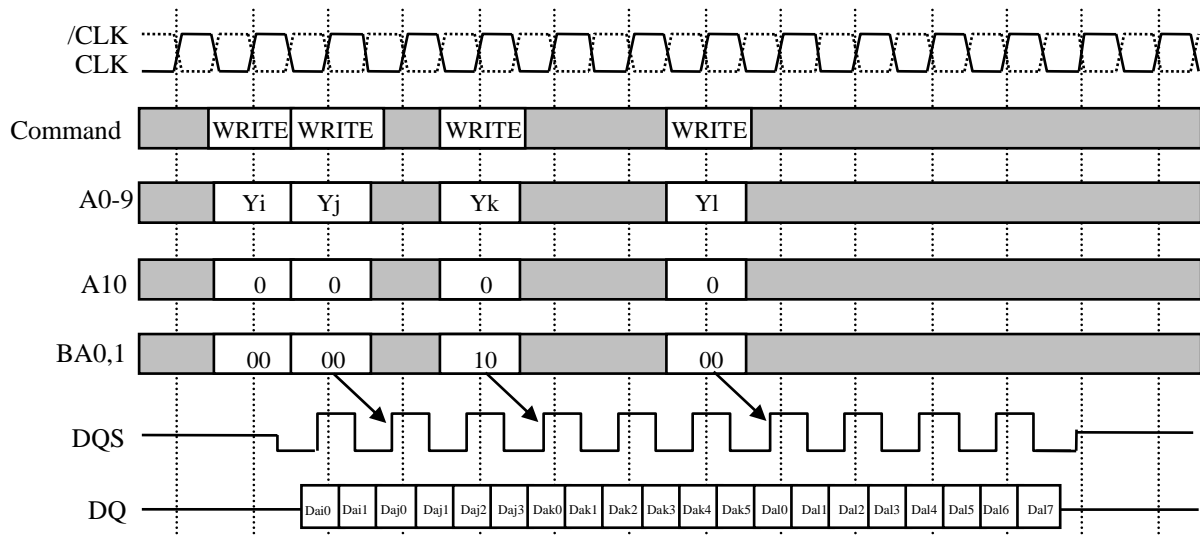 /CLK
CLK
Command WRITE WRITE WRITE WRITE
A0-9 Yi Yj Yk Yl
A10 0 0 0 0
BA0,1 00 00 10 00
DQS
DQ Dai0 Dai1 Daj0 Daj1 Daj2 Daj3 Dak0 Dak1 Dak2 Dak3 Dak4 Dak5 Dal0 Dal1 Dal2 Dal3 Dal4 Dal5 Dal6 Dal7